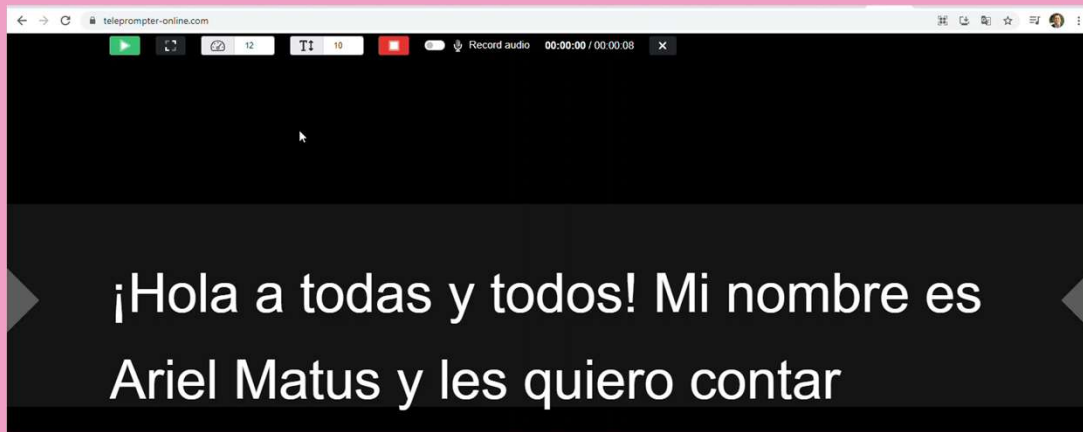 teleprompter-online.com
12 10 Record audio 00:00:00 / 00:00:08
¡Hola a todas y todos! Mi nombre es
Ariel Matus y les quiero contar